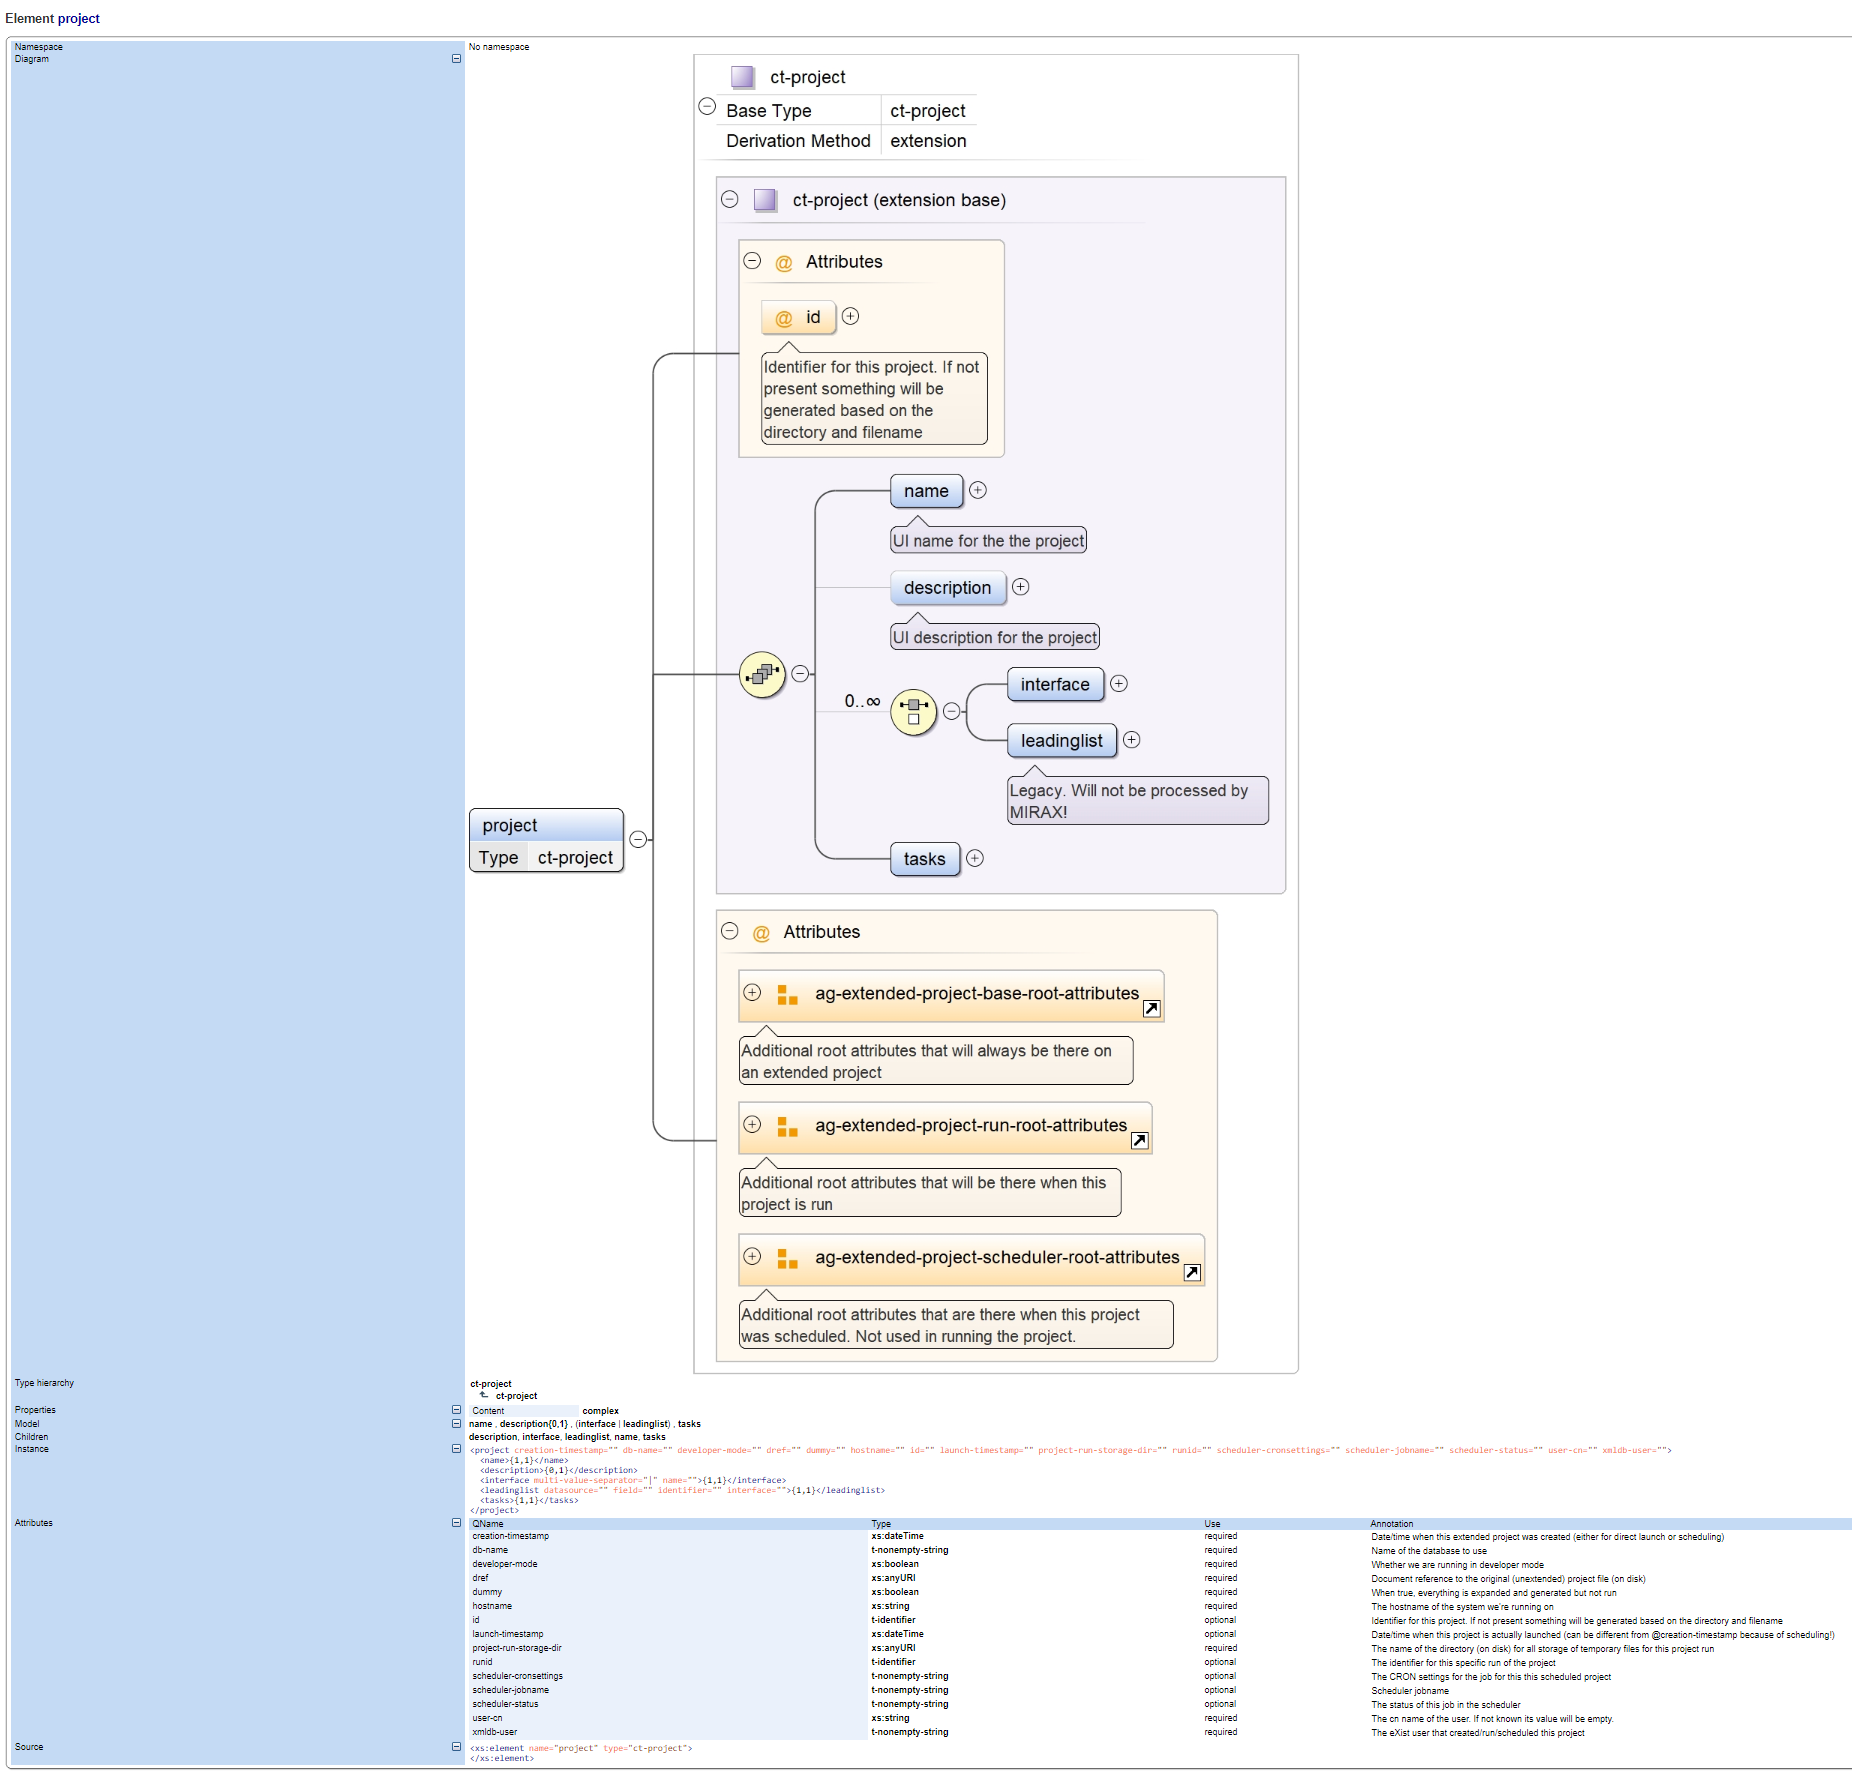 Element project
Namespace
No namespace
Diagram
ct-project
Base Type ct-project
Derivation Method extension
ct-project (extension base)
@ Attributes
@ id
Identifier for this project. If not
present something will be
generated based on the
directory and filename
name
UI name for the the project
description
UI description for the project
0..∞
interface
leadinglist
Legacy. Will not be processed by
MIRAX!
tasks
project
Type ct-project
@ Attributes
ag-extended-project-base-root-attributes
Additional root attributes that will always be there on
an extended project
ag-extended-project-run-root-attributes
Additional root attributes that will be there when this
project is run
ag-extended-project-scheduler-root-attributes
Additional root attributes that are there when this project
was scheduled. Not used in running the project.
Type hierarchy
ct-project
ct-project
Properties
Content complex
Model
name , description{0,1} , (interface | leadinglist) , tasks
Children
description, interface, leadinglist, name, tasks
Instance
<project creation-timestamp="" db-name="" developer-mode="" dref="" dummy="" hostname="" id="" launch-timestamp="" project-run-storage-dir="" runid="" scheduler-cronsettings="" scheduler-jobname="" scheduler-status="" user-cn="" xmldb-user="">
<name>{1,1}</name>
<description>{0,1}</description>
<interface multi-value-separator="|" name="">{1,1}</interface>
<leadinglist datasource="" field="" identifier="" interface="">{1,1}</leadinglist>
<tasks>{1,1}</tasks>
</project>
Attributes
QName Type Use Annotation
creation-timestamp xs:dateTime required Date/time when this extended project was created (either for direct launch or scheduling)
db-name t-nonempty-string required Name of the database to use
developer-mode xs:boolean required Whether we are running in developer mode
dref xs:anyURI required Document reference to the original (unextended) project file (on disk)
dummy xs:boolean required When true, everything is expanded and generated but not run
hostname xs:string required The hostname of the system we're running on
id t-identifier optional Identifier for this project. If not present something will be generated based on the directory and filename
launch-timestamp xs:dateTime optional Date/time when this project is actually launched (can be different from @creation-timestamp because of scheduling!)
project-run-storage-dir xs:anyURI required The name of the directory (on disk) for all storage of temporary files for this project run
runid t-identifier optional The identifier for this specific run of the project
scheduler-cronsettings t-nonempty-string optional The CRON settings for the job for this this scheduled project
scheduler-jobname t-nonempty-string optional Scheduler jobname
scheduler-status t-nonempty-string optional The status of this job in the scheduler
user-cn xs:string required The cn name of the user. If not known its value will be empty.
xmldb-user t-nonempty-string required The eXist user that created/run/scheduled this project
Source
<xs:element name="project" type="ct-project">
</xs:element>